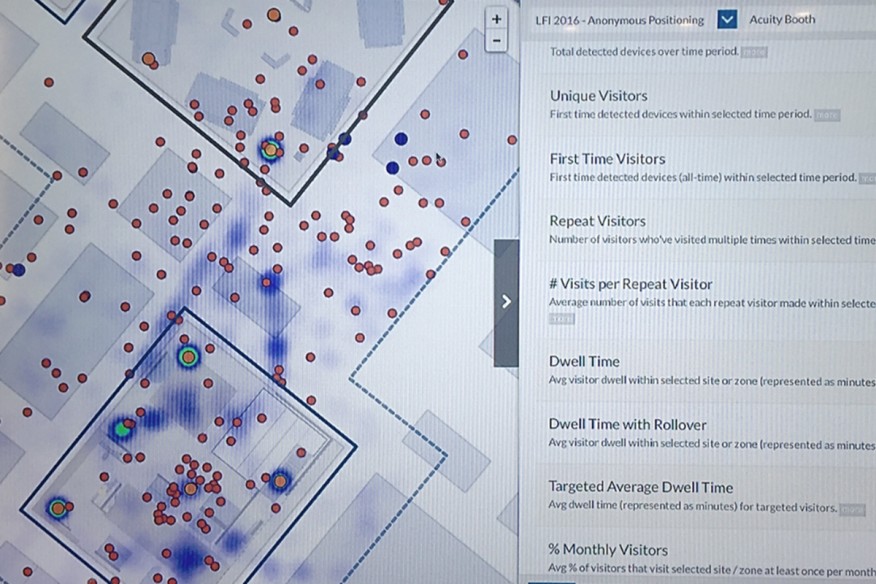 +
−
LFI 2016 - Anonymous Positioning
Acuity Booth
Total detected devices over time period.
Unique Visitors
First time detected devices within selected time period. more
First Time Visitors
First time detected devices (all-time) within selected time period.
Repeat Visitors
Number of visitors who've visited multiple times within selected time
# Visits per Repeat Visitor
Average number of visits that each repeat visitor made within selecte
Dwell Time
Avg visitor dwell within selected site or zone (represented as minutes
Dwell Time with Rollover
Avg visitor dwell within selected site or zone (represented as minutes
Targeted Average Dwell Time
Avg dwell time (represented as minutes) for targeted visitors.
% Monthly Visitors
Avg % of visitors that visit selected site / zone at least once per month